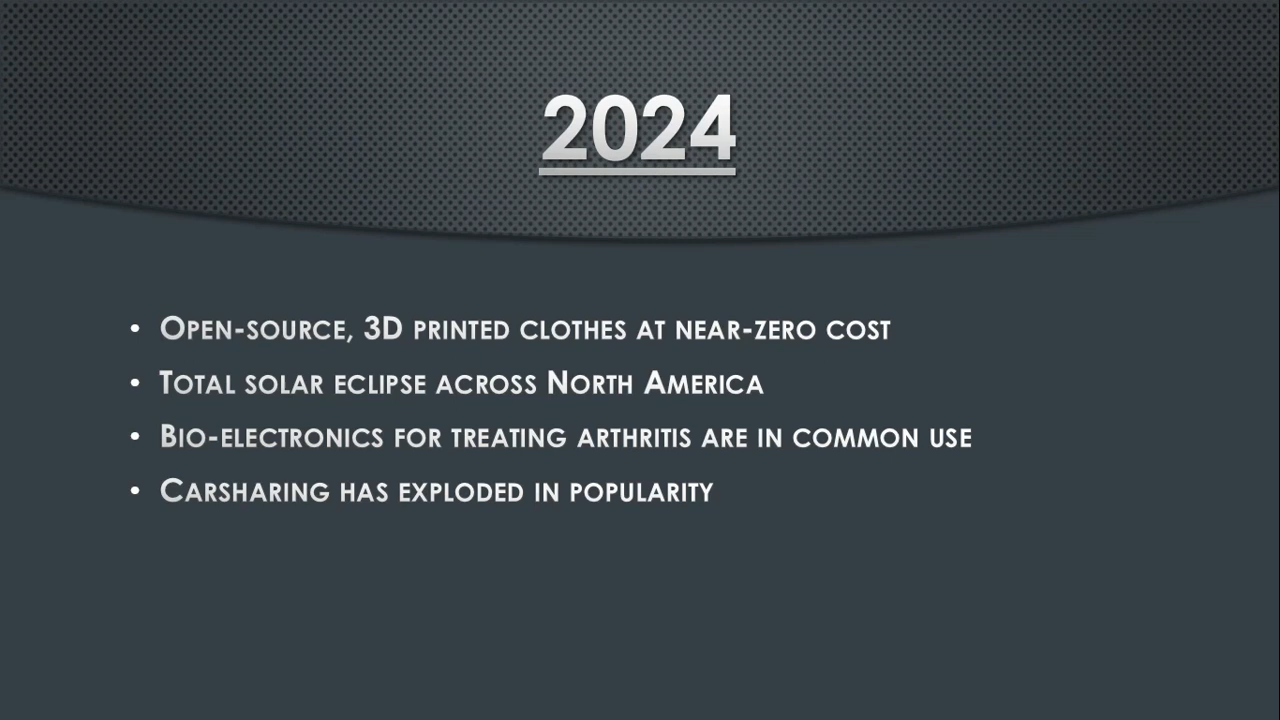 2024
• Open-source, 3D printed clothes at near-zero cost
• Total solar eclipse across North America
• Bio-electronics for treating arthritis are in common use
• Carsharing has exploded in popularity